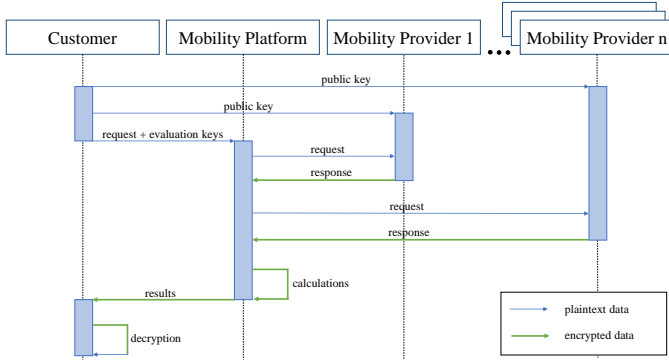 Customer
Mobility Platform
Mobility Provider 1
...
Mobility Provider n
public key
public key
request + evaluation keys
request
response
request
response
calculations
results
decryption
plaintext data
encrypted data